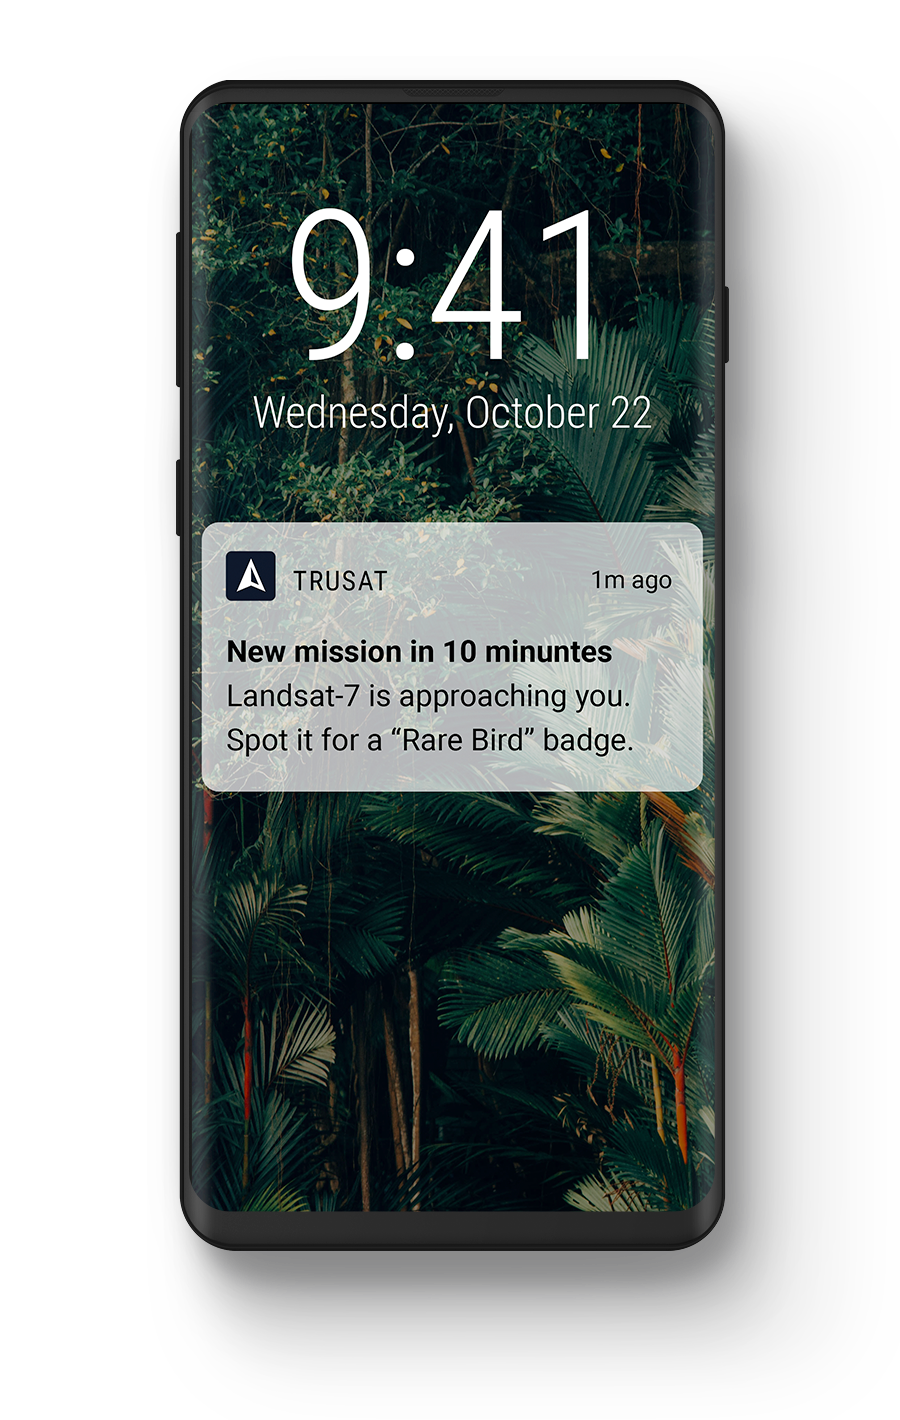 9:41
Wednesday, October 22
TRUSAT
1m ago
New mission in 10 minuntes
Landsat-7 is approaching you.
Spot it for a “Rare Bird” badge.